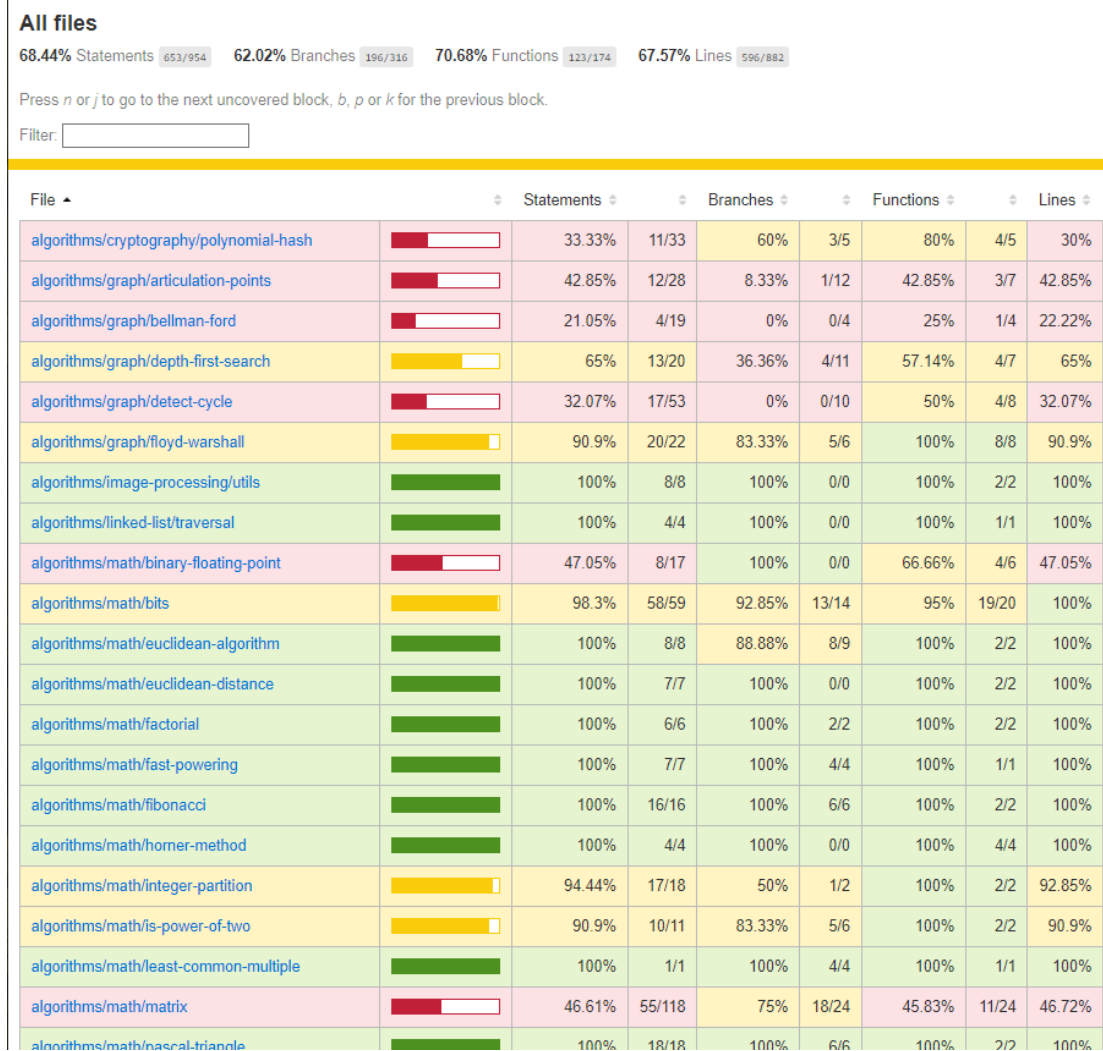 All files
68.44% Statements 653/954 62.02% Branches 196/316 70.68% Functions 123/174 67.57% Lines 596/882
Press n or j to go to the next uncovered block, b, p or k for the previous block.
Filter:
File Statements Branches Functions Lines
algorithms/cryptography/polynomial-hash 33.33% 11/33 60% 3/5 80% 4/5 30%
algorithms/graph/articulation-points 42.85% 12/28 8.33% 1/12 42.85% 3/7 42.85%
algorithms/graph/bellman-ford 21.05% 4/19 0% 0/4 25% 1/4 22.22%
algorithms/graph/depth-first-search 65% 13/20 36.36% 4/11 57.14% 4/7 65%
algorithms/graph/detect-cycle 32.07% 17/53 0% 0/10 50% 4/8 32.07%
algorithms/graph/floyd-warshall 90.9% 20/22 83.33% 5/6 100% 8/8 90.9%
algorithms/image-processing/utils 100% 8/8 100% 0/0 100% 2/2 100%
algorithms/linked-list/traversal 100% 4/4 100% 0/0 100% 1/1 100%
algorithms/math/binary-floating-point 47.05% 8/17 100% 0/0 66.66% 4/6 47.05%
algorithms/math/bits 98.3% 58/59 92.85% 13/14 95% 19/20 100%
algorithms/math/euclidean-algorithm 100% 8/8 88.88% 8/9 100% 2/2 100%
algorithms/math/euclidean-distance 100% 7/7 100% 0/0 100% 2/2 100%
algorithms/math/factorial 100% 6/6 100% 2/2 100% 2/2 100%
algorithms/math/fast-powering 100% 7/7 100% 4/4 100% 1/1 100%
algorithms/math/fibonacci 100% 16/16 100% 6/6 100% 2/2 100%
algorithms/math/horner-method 100% 4/4 100% 0/0 100% 4/4 100%
algorithms/math/integer-partition 94.44% 17/18 50% 1/2 100% 2/2 92.85%
algorithms/math/is-power-of-two 90.9% 10/11 83.33% 5/6 100% 2/2 90.9%
algorithms/math/least-common-multiple 100% 1/1 100% 4/4 100% 1/1 100%
algorithms/math/matrix 46.61% 55/118 75% 18/24 45.83% 11/24 46.72%
algorithms/math/pascal-triangle 100% 18/18 100% 6/6 100% 2/2 100%